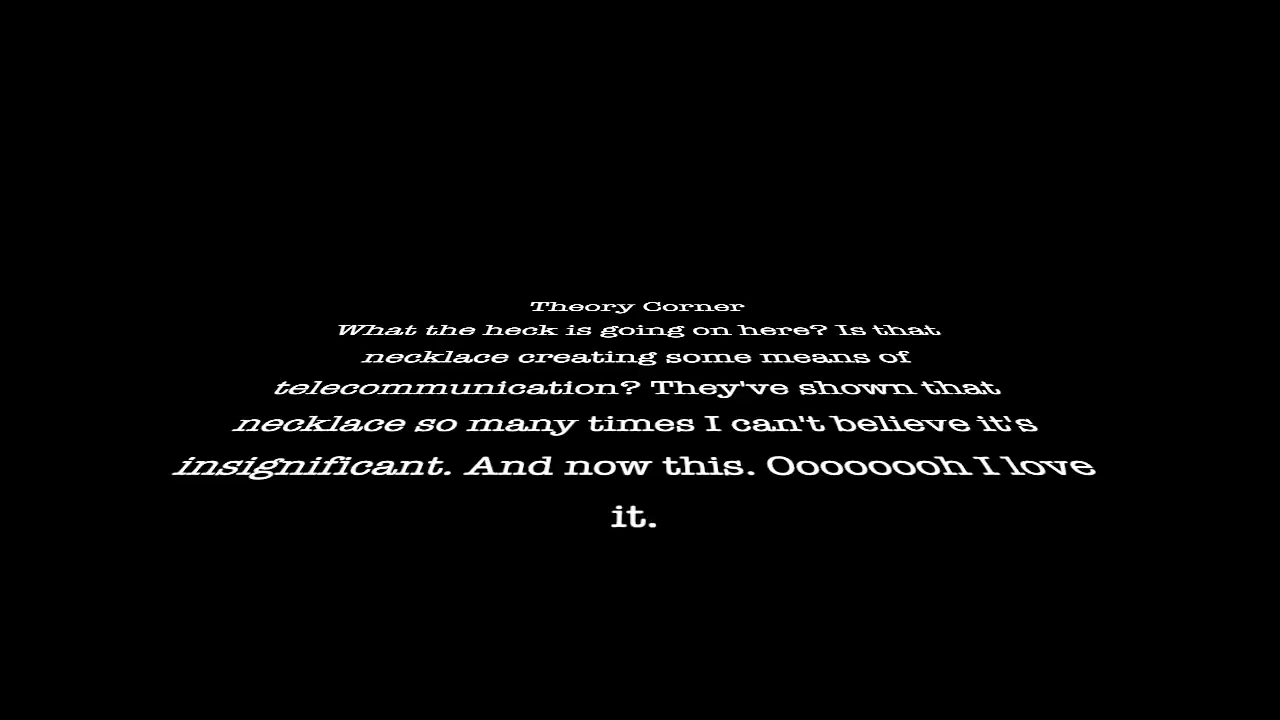 Theory Corner
What the heck is going on here? Is that
necklace creating some means of
telecommunication? They've shown that
necklace so many times I can't believe it's
insignificant. And now this. Oooooooh I love
it.